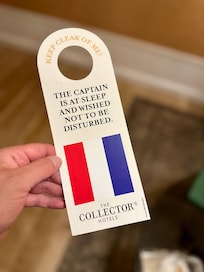 KEEP CLEAR OF ME!
THE CAPTAIN
IS AT SLEEP
AND WISHED
NOT TO BE
DISTURBED.
THE
COLLECTOR
HOTELS